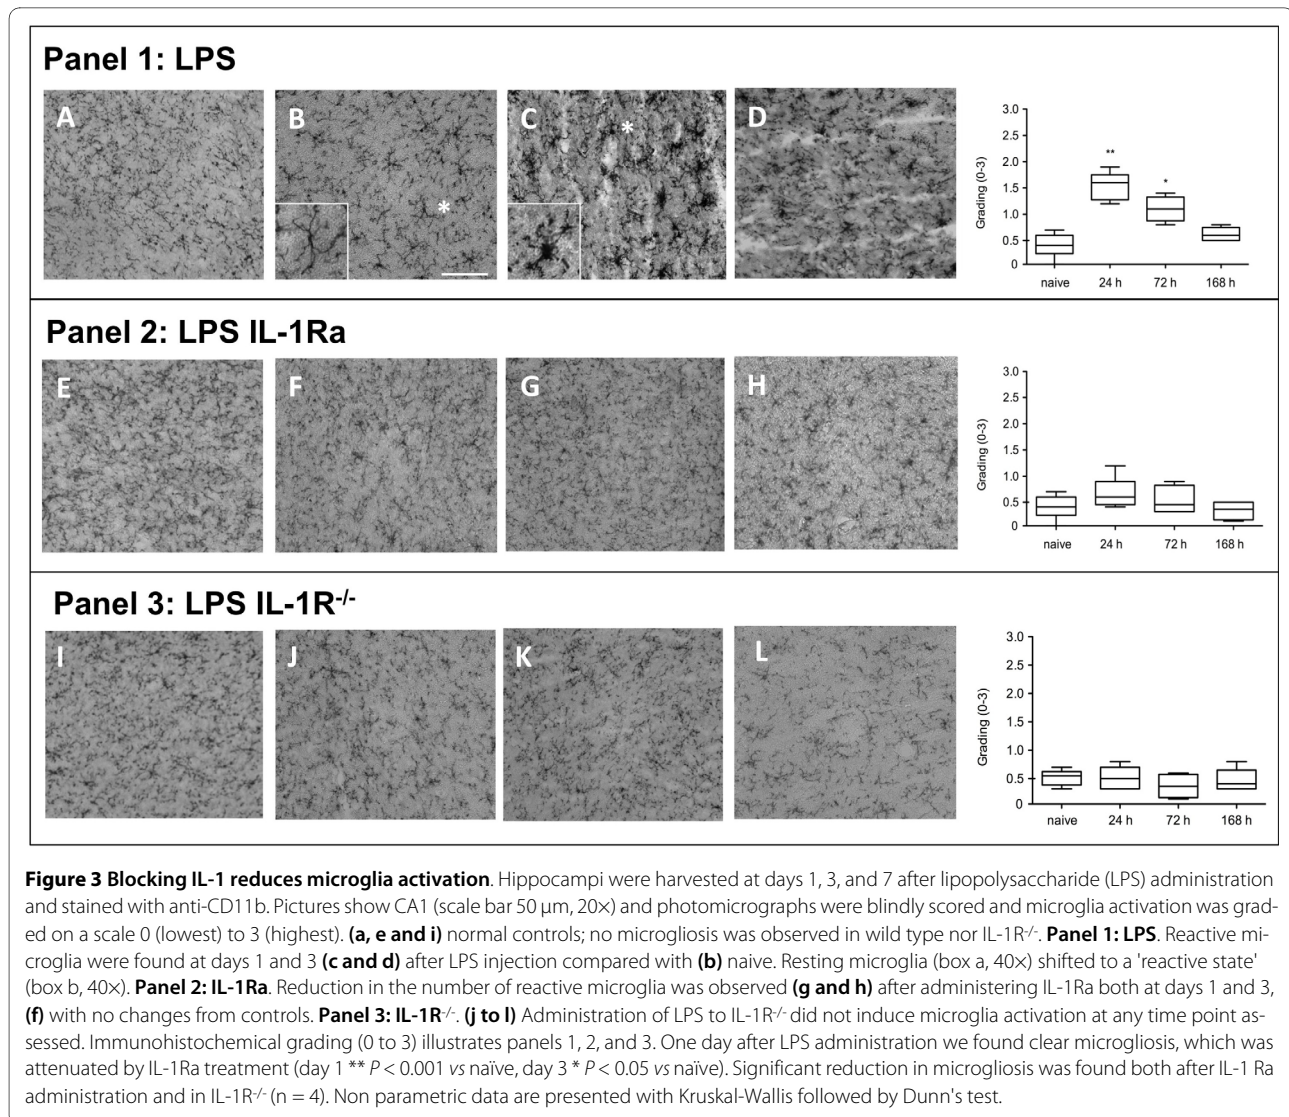 Panel 1: LPS
A
B
C
D
*
*
Grading (0-3)
3.0
2.5
2.0
1.5
1.0
0.5
0
**
*
naive 24 h 72 h 168 h
Panel 2: LPS IL-1Ra
E
F
G
H
Grading (0-3)
3.0
2.5
2.0
1.5
1.0
0.5
0
naive 24 h 72 h 168 h
Panel 3: LPS IL-1R-/-
I
J
K
L
Grading (0-3)
3.0
2.5
2.0
1.5
1.0
0.5
0
naive 24 h 72 h 168 h
Figure 3 Blocking IL-1 reduces microglia activation. Hippocampi were harvested at days 1, 3, and 7 after lipopolysaccharide (LPS) administration
and stained with anti-CD11b. Pictures show CA1 (scale bar 50 μm, 20×) and photomicrographs were blindly scored and microglia activation was grad-
ed on a scale 0 (lowest) to 3 (highest). (a, e and i) normal controls; no microgliosis was observed in wild type nor IL-1R-/-. Panel 1: LPS. Reactive mi-
croglia were found at days 1 and 3 (c and d) after LPS injection compared with (b) naive. Resting microglia (box a, 40×) shifted to a 'reactive state'
(box b, 40×). Panel 2: IL-1Ra. Reduction in the number of reactive microglia was observed (g and h) after administering IL-1Ra both at days 1 and 3,
(f) with no changes from controls. Panel 3: IL-1R-/-. (j to l) Administration of LPS to IL-1R-/- did not induce microglia activation at any time point as-
sessed. Immunohistochemical grading (0 to 3) illustrates panels 1, 2, and 3. One day after LPS administration we found clear microgliosis, which was
attenuated by IL-1Ra treatment (day 1 ** P < 0.001 vs naïve, day 3 * P < 0.05 vs naïve). Significant reduction in microgliosis was found both after IL-1 Ra
administration and in IL-1R-/- (n = 4). Non parametric data are presented with Kruskal-Wallis followed by Dunn's test.